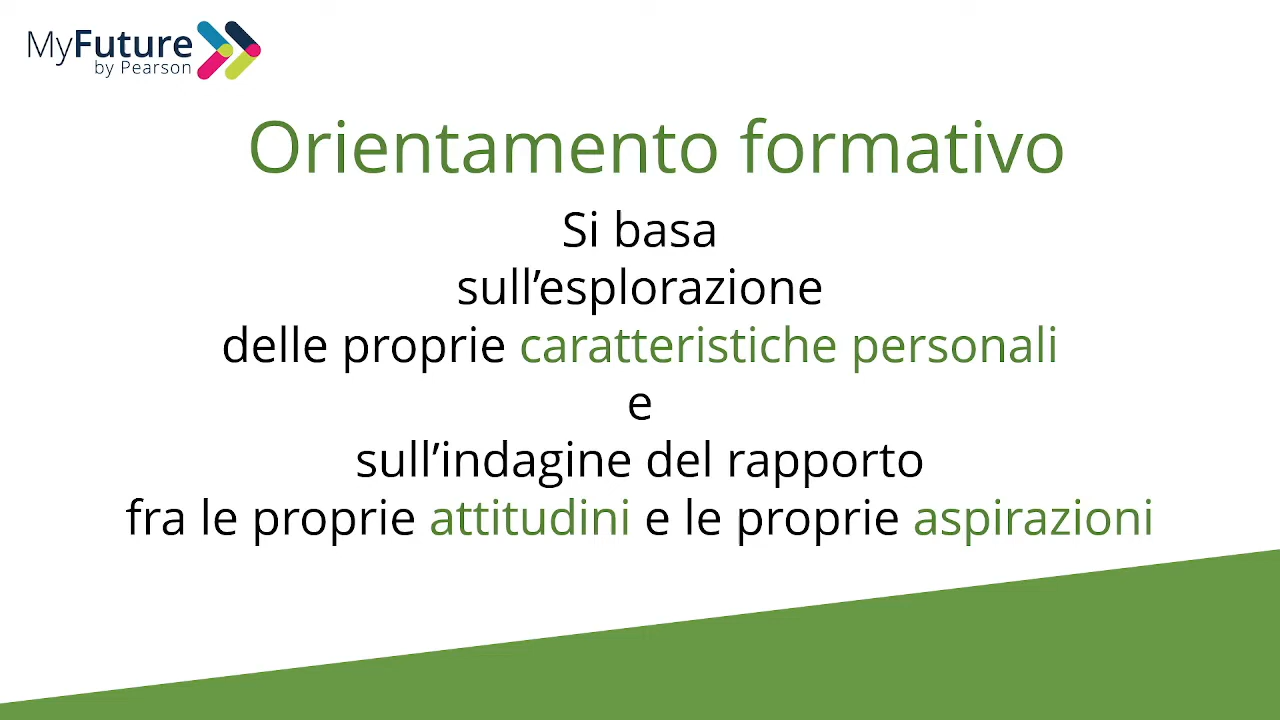 MyFuture
by Pearson
Orientamento formativo
Si basa
sull’esplorazione
delle proprie caratteristiche personali
e
sull’indagine del rapporto
fra le proprie attitudini e le proprie aspirazioni